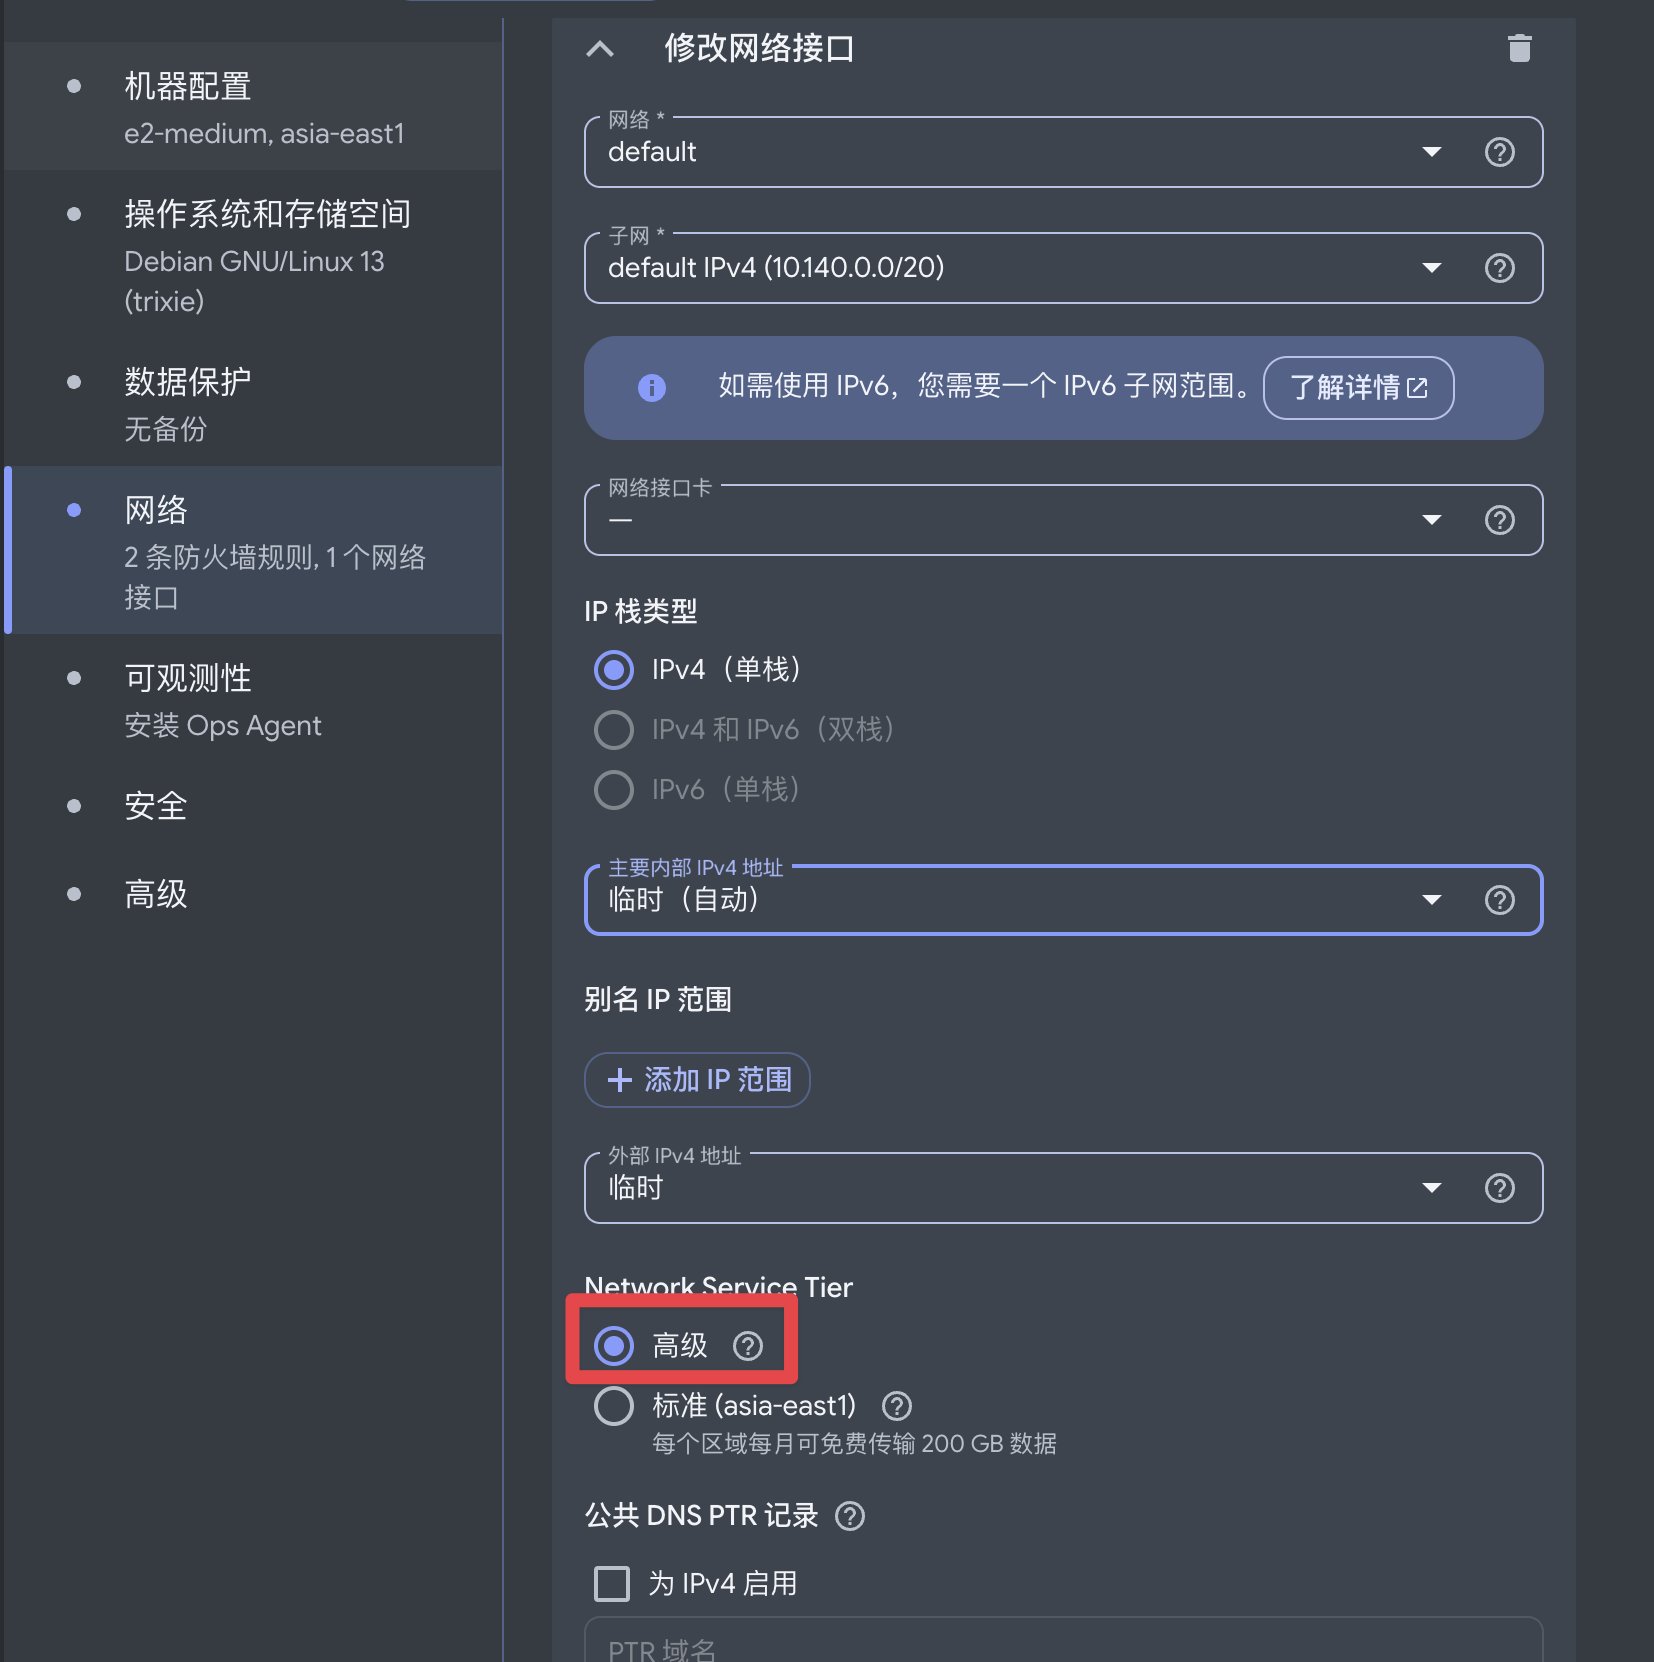 机器配置
e2-medium, asia-east1
操作系统和存储空间
Debian GNU/Linux 13
(trixie)
数据保护
无备份
网络
2 条防火墙规则, 1 个网络
接口
可观测性
安装 Ops Agent
安全
高级
修改网络接口
网络 *
default
子网 *
default IPv4 (10.140.0.0/20)
如需使用 IPv6，您需要一个 IPv6 子网范围。 了解详情
网络接口卡
—
IP 栈类型
IPv4（单栈）
IPv4 和 IPv6（双栈）
IPv6（单栈）
主要内部 IPv4 地址
临时（自动）
别名 IP 范围
添加 IP 范围
外部 IPv4 地址
临时
Network Service Tier
高级
标准 (asia-east1)
每个区域每月可免费传输 200 GB 数据
公共 DNS PTR 记录
为 IPv4 启用
PTR 域名